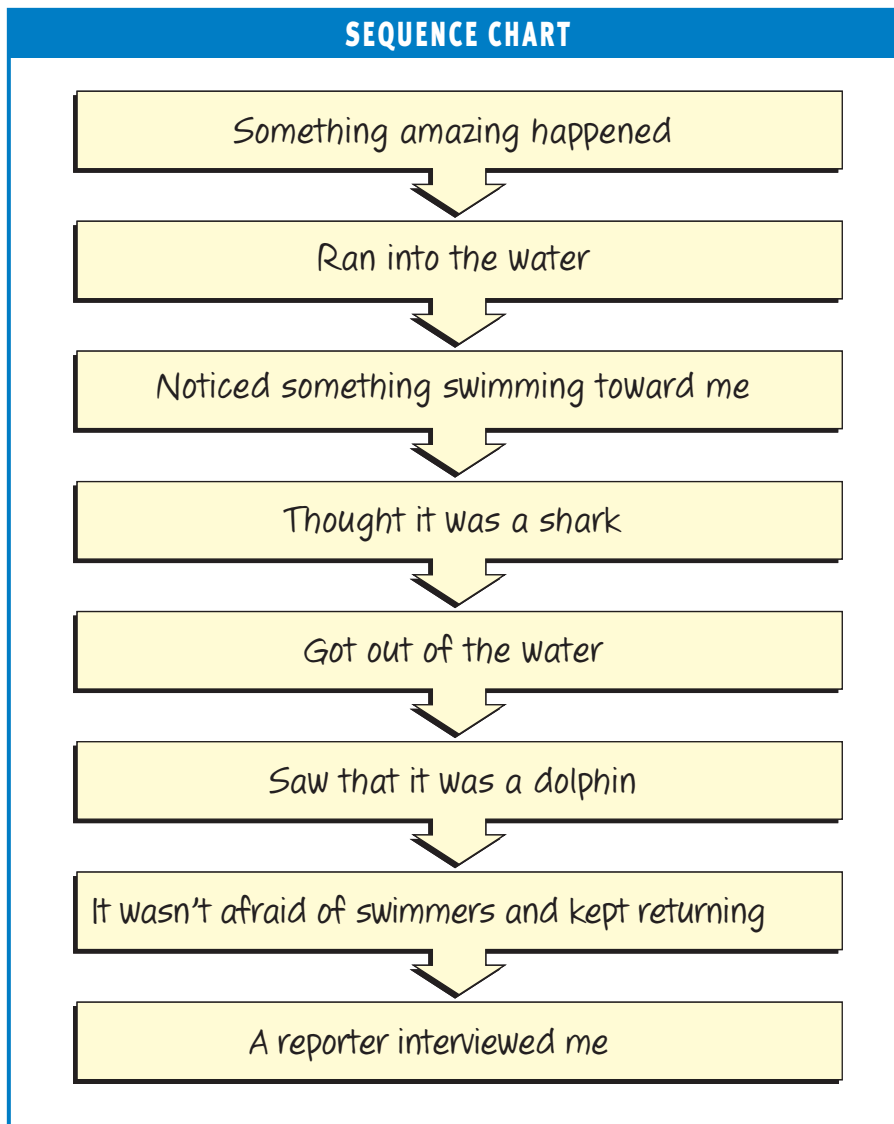 SEQUENCE CHART
Something amazing happened
Ran into the water
Noticed something swimming toward me
Thought it was a shark
Got out of the water
Saw that it was a dolphin
It wasn't afraid of swimmers and kept returning
A reporter interviewed me